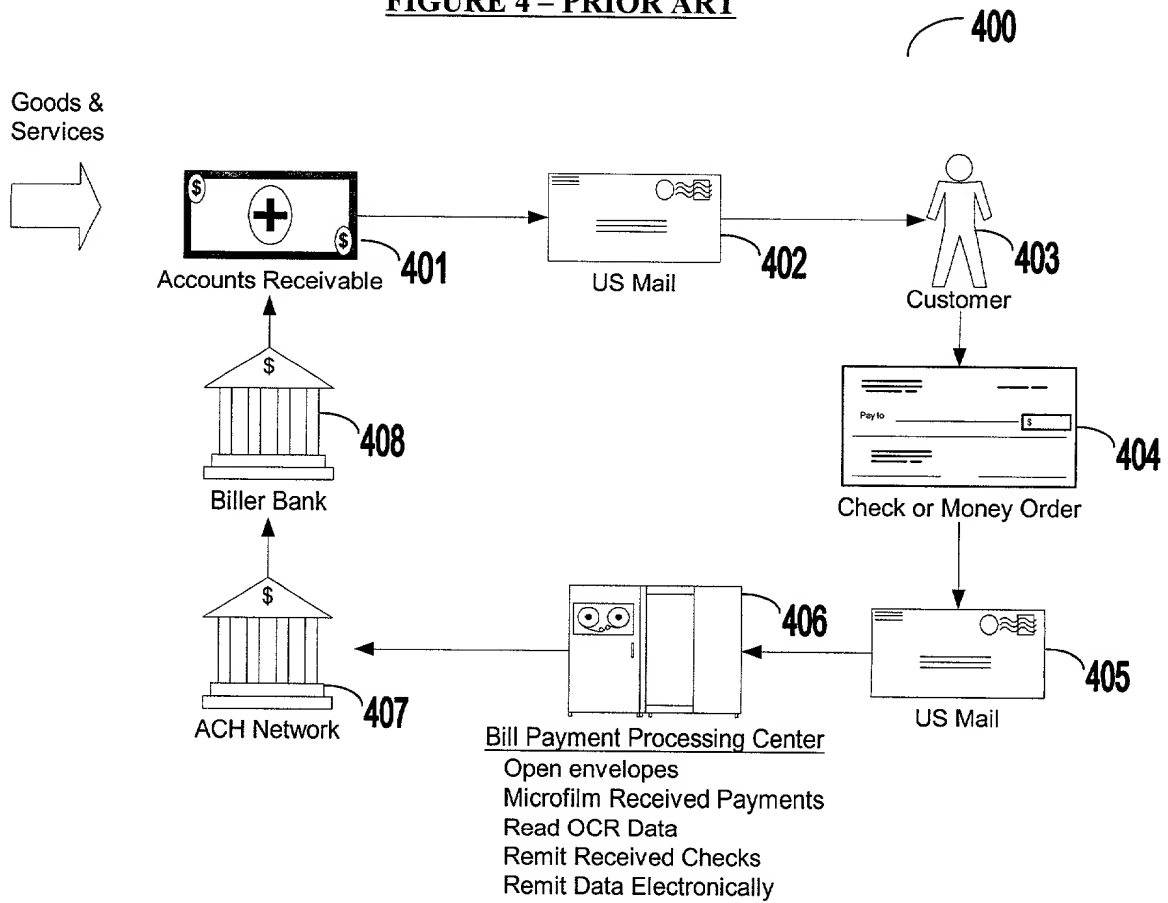 FIGURE 4 – PRIOR ART
400
Goods &
Services
$
$
401
Accounts Receivable
402
US Mail
403
Customer
$
408
Biller Bank
Pay to
$
404
Check or Money Order
$
407
ACH Network
406
405
US Mail
Bill Payment Processing Center
Open envelopes
Microfilm Received Payments
Read OCR Data
Remit Received Checks
Remit Data Electronically